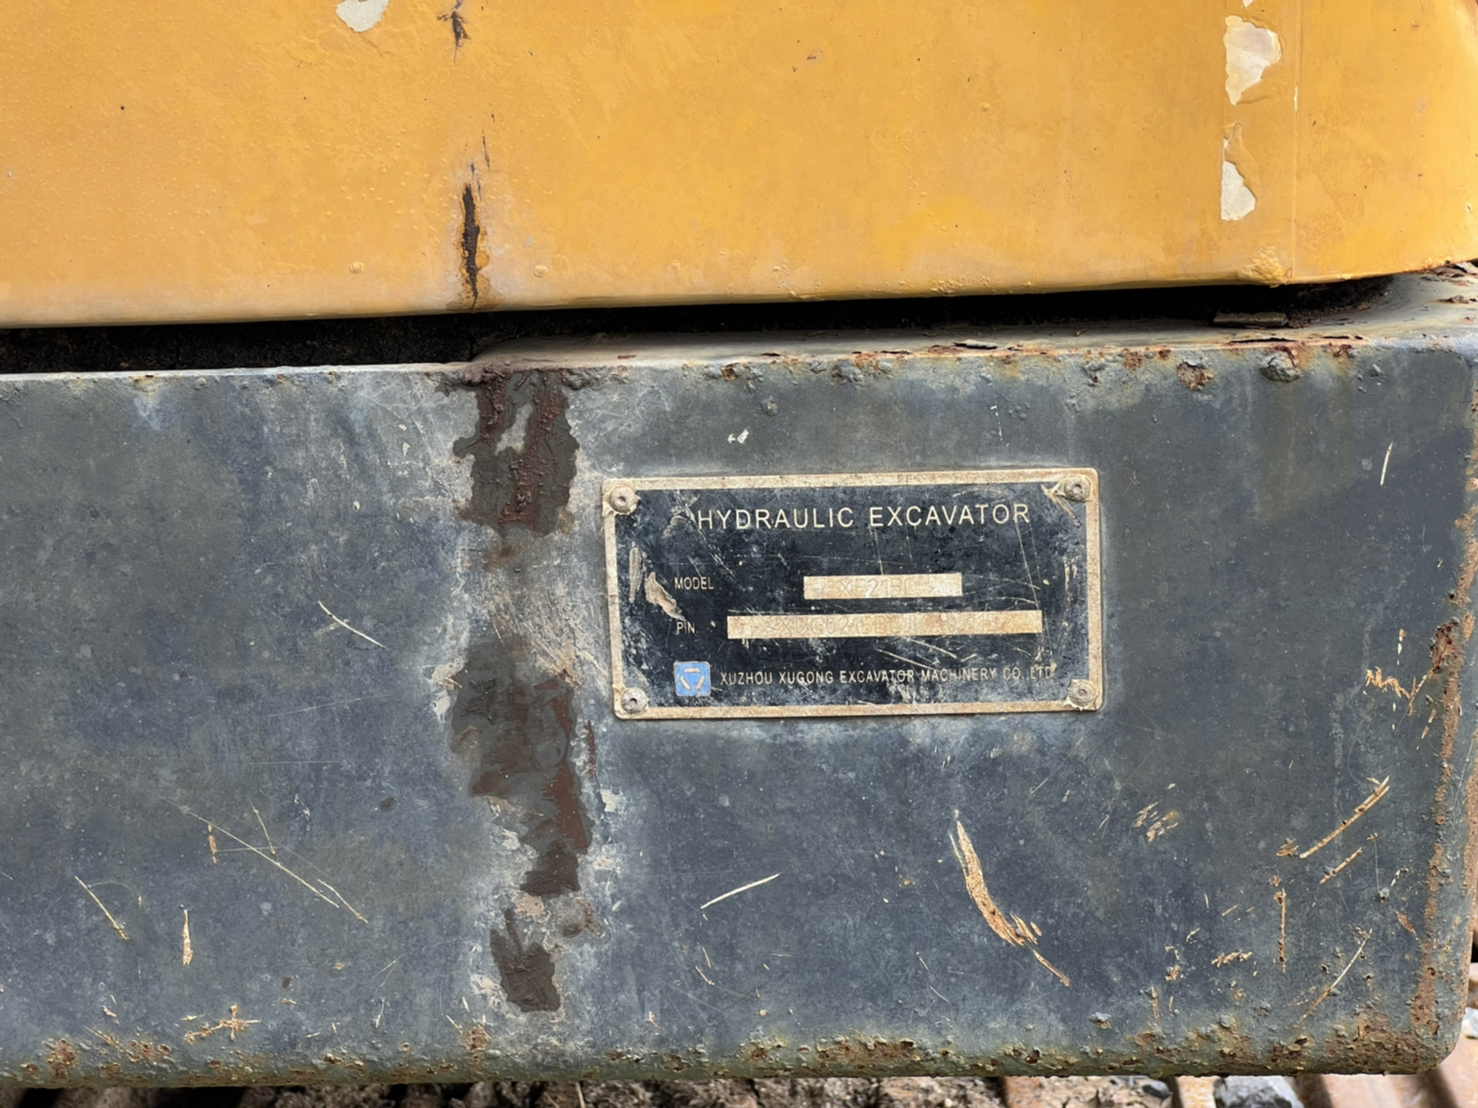 HYDRAULIC EXCAVATOR
MODEL
PIN
XUZHOU XUGONG EXCAVATOR MACHINERY CO.,LTD